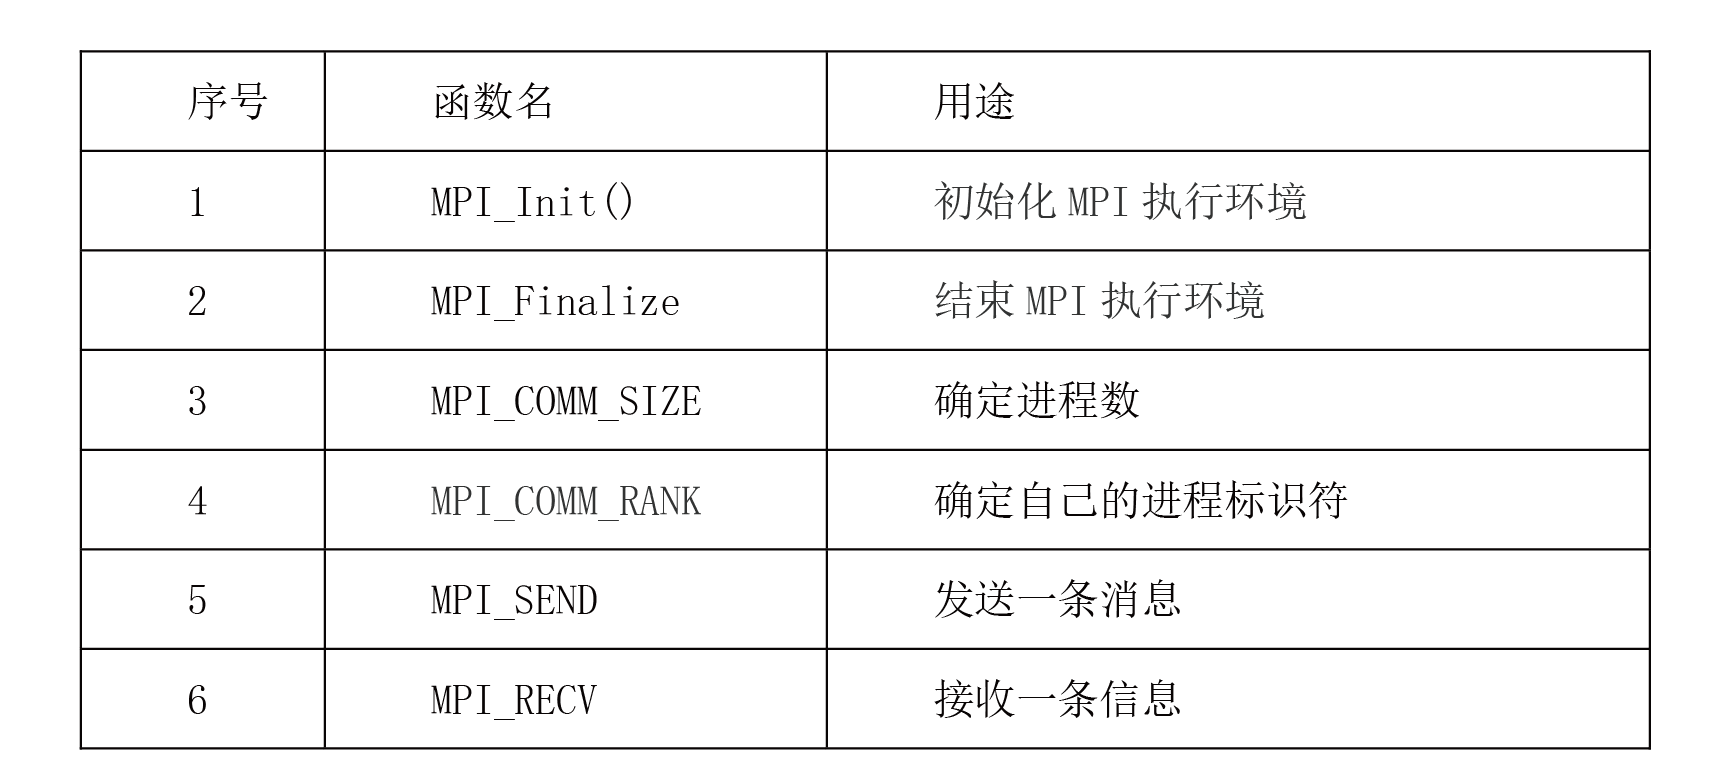 序号 函数名 用途
1 MPI_Init() 初始化 MPI 执行环境
2 MPI_Finalize 结束 MPI 执行环境
3 MPI_COMM_SIZE 确定进程数
4 MPI_COMM_RANK 确定自己的进程标识符
5 MPI_SEND 发送一条消息
6 MPI_RECV 接收一条信息